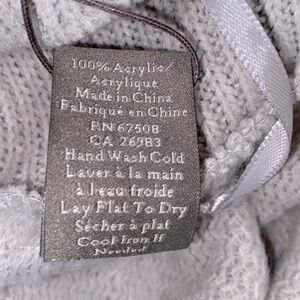 100% Acrylic/
Acrylique
Made in China
Fabriqué en Chine
RN 67508
CA 26983
Hand Wash Cold
Laver à la main
à l'eau froide
Lay Flat To Dry
Sécher à plat
Cool Iron If
Needed